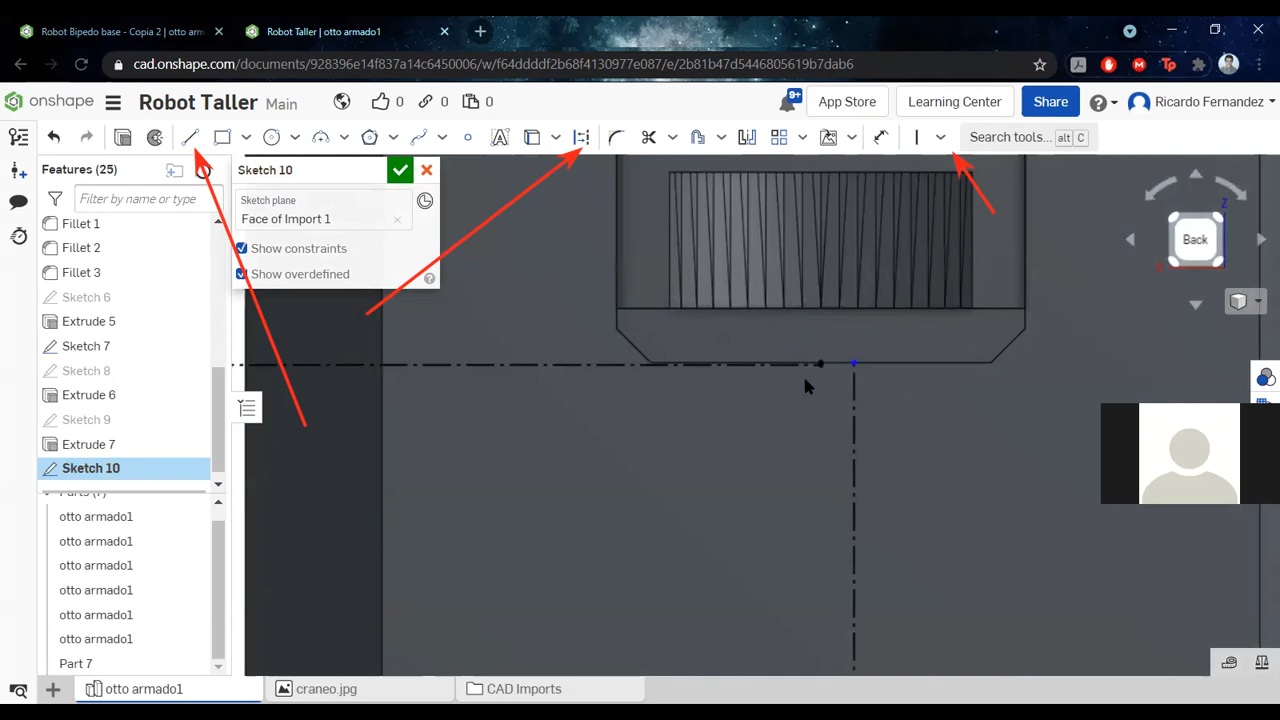 Robot Bipedo base - Copia 2 | otto arm
Robot Taller | otto armado1
cad.onshape.com/documents/928396e14f837a14c6450006/w/f64ddddf2b68f4130977e087/e/2b81b47d5446805619b7dab6
onshape
Robot Taller Main
0
0
0
9+
App Store
Learning Center
Share
Ricardo Fernandez
Search tools... alt C
Features (25)
Filter by name or type
Fillet 1
Fillet 2
Fillet 3
Sketch 6
Extrude 5
Sketch 7
Sketch 8
Extrude 6
Sketch 9
Extrude 7
Sketch 10
Parts (7)
otto armado1
otto armado1
otto armado1
otto armado1
otto armado1
otto armado1
Part 7
Sketch 10
Sketch plane
Face of Import 1
Show constraints
Show overdefined
Z
Back
X
otto armado1
craneo.jpg
CAD Imports